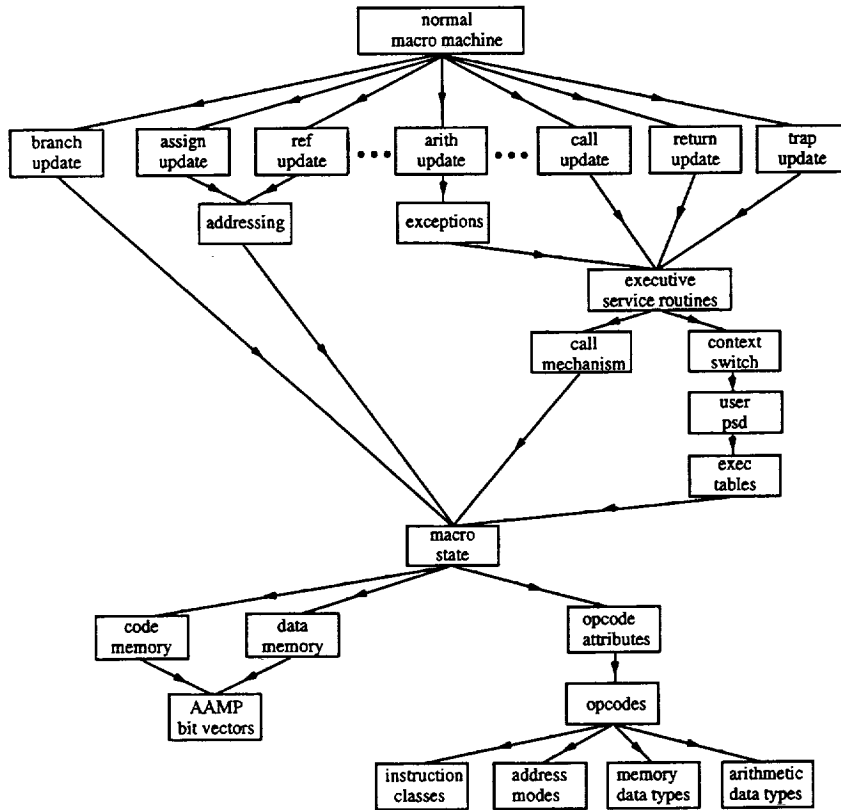 normal
macro machine
branch
update
assign
update
ref
update
arith
update
call
update
return
update
trap
update
addressing
exceptions
executive
service routines
call
mechanism
context
switch
user
psd
exec
tables
macro
state
code
memory
data
memory
opcode
attributes
AAMP
bit vectors
opcodes
instruction
classes
address
modes
memory
data types
arithmetic
data types